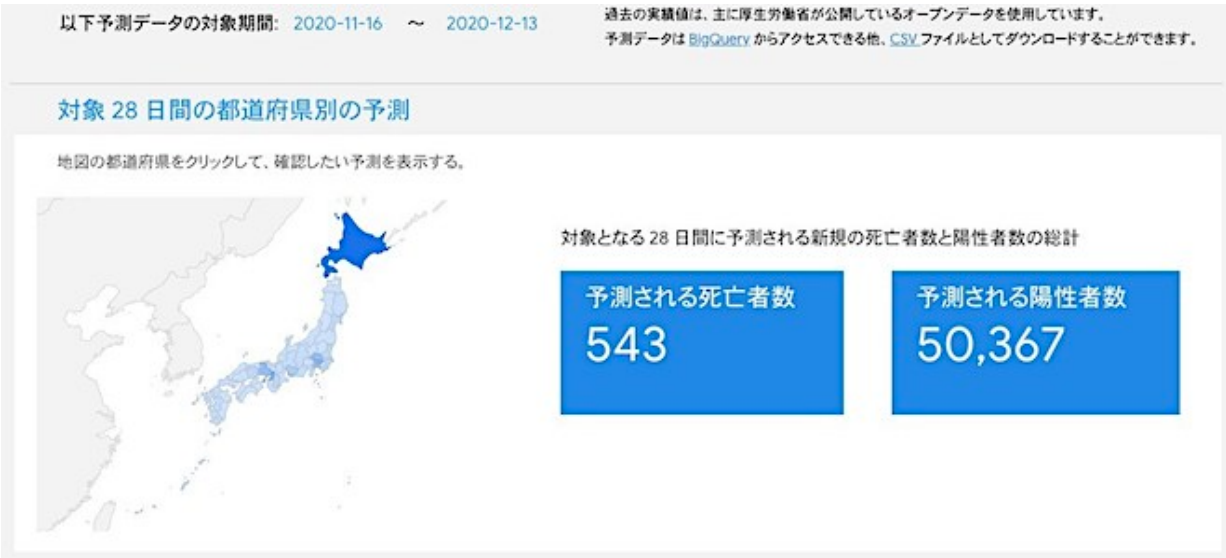 以下予測データの対象期間: 2020-11-16 ～ 2020-12-13
過去の実績値は、主に厚生労働省が公開しているオープンデータを使用しています。
予測データは BigQuery からアクセスできる他、CSV ファイルとしてダウンロードすることができます。
対象 28 日間の都道府県別の予測
地図の都道府県をクリックして、確認したい予測を表示する。
対象となる 28 日間に予測される新規の死亡者数と陽性者数の総計
予測される死亡者数
543
予測される陽性者数
50,367